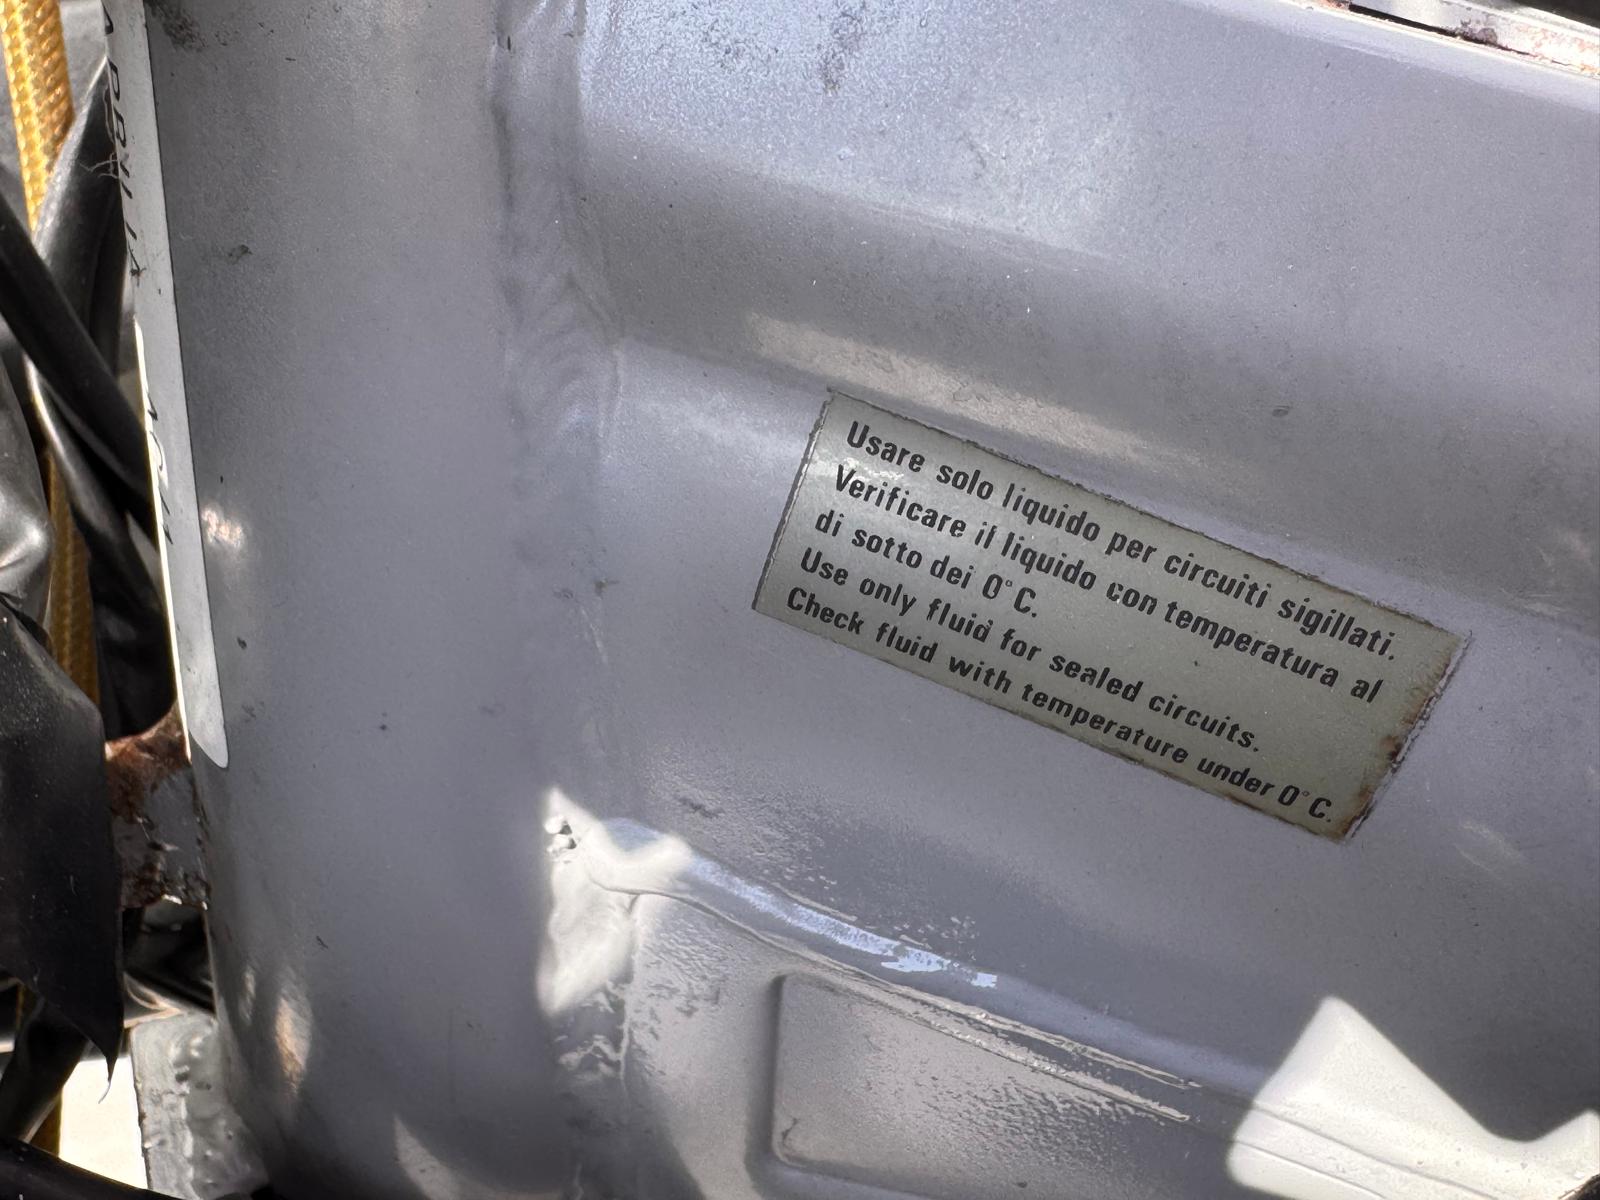 Usare solo liquido per circuiti sigillati.
Verificare il liquido con temperatura al
di sotto dei 0°C.
Use only fluid for sealed circuits.
Check fluid with temperature under 0°C.